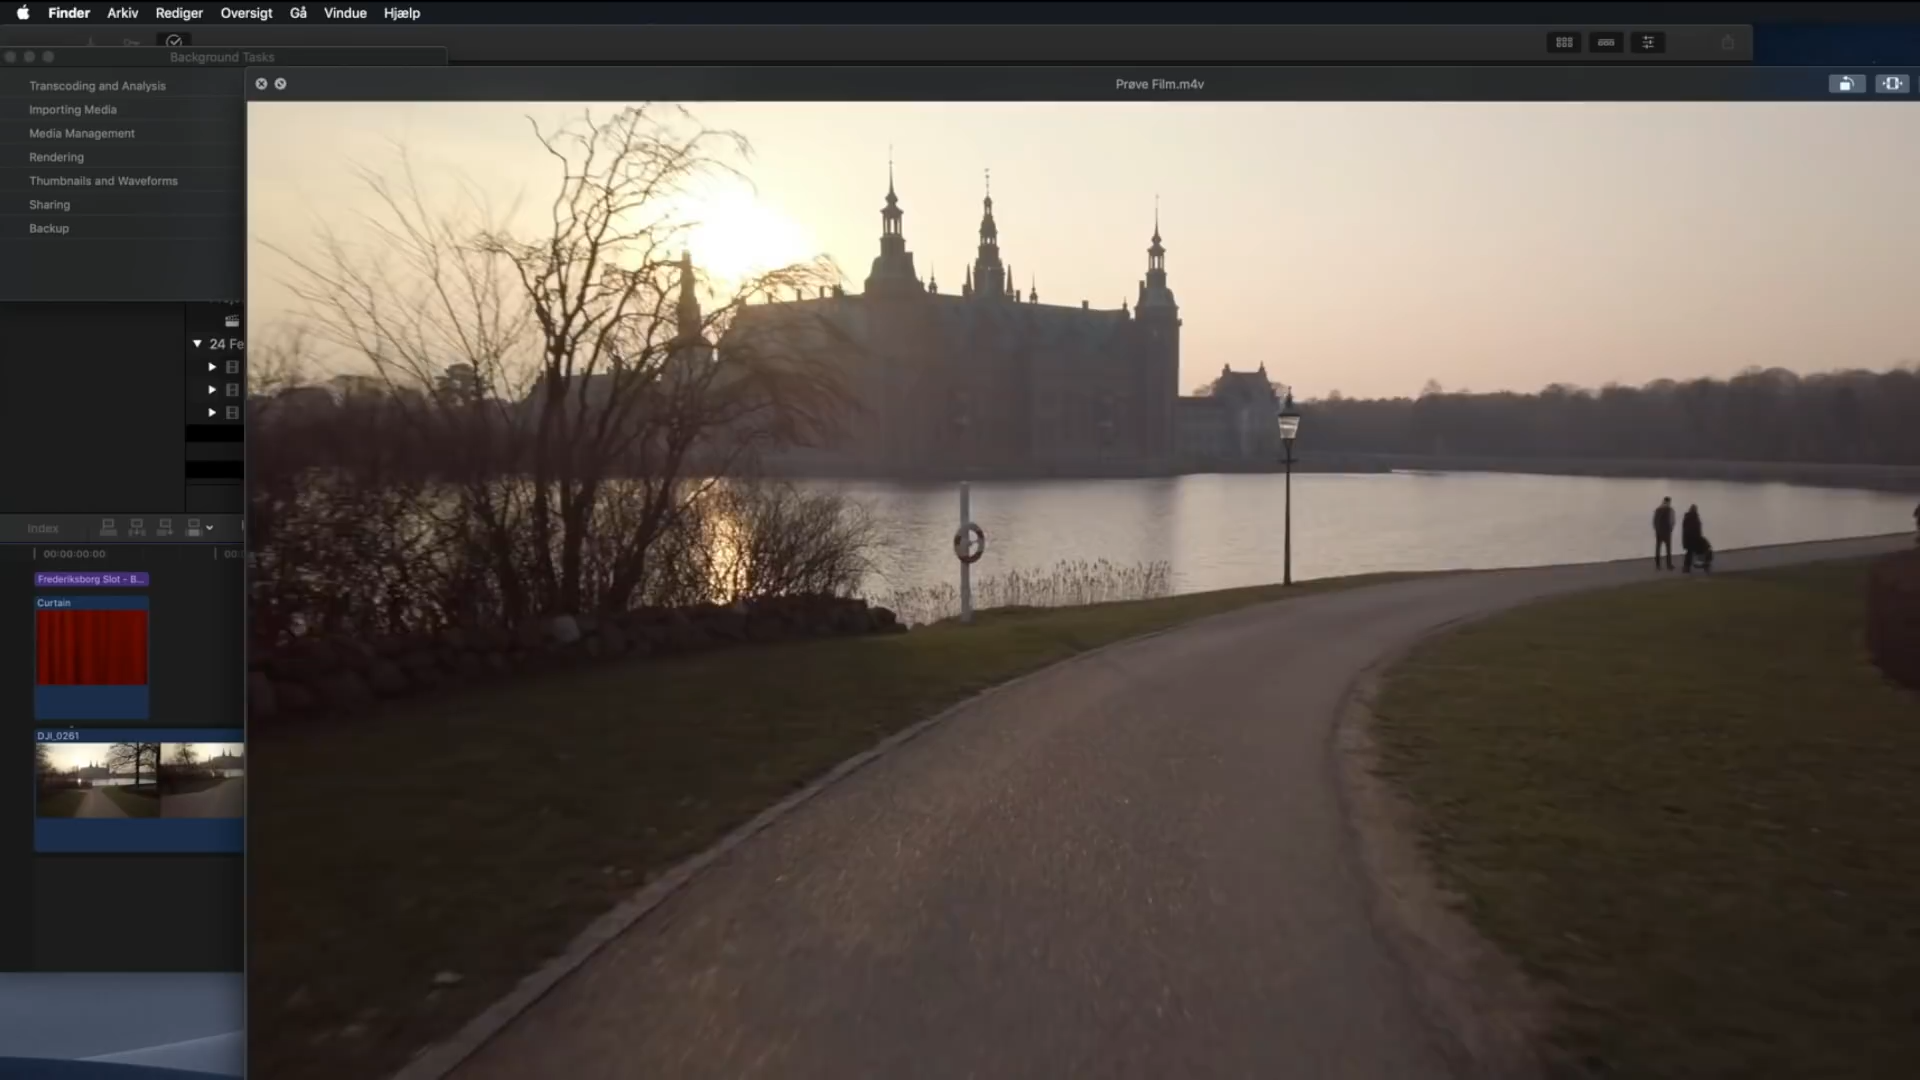 Finder Arkiv Rediger Oversigt Gå Vindue Hjælp
Background Tasks
Transcoding and Analysis
Importing Media
Media Management
Rendering
Thumbnails and Waveforms
Sharing
Backup
Prøve Film.m4v
24 Fe
Index
00:00:00:00
00:
Frederiksborg Slot - B...
Curtain
DJI_0261